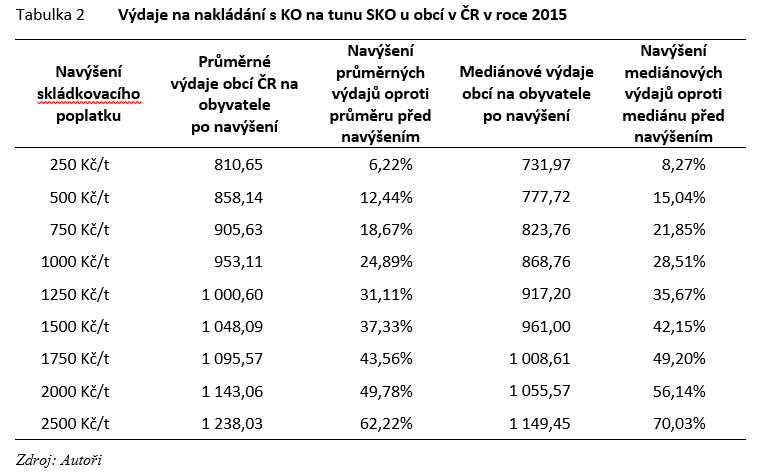 Tabulka 2 Výdaje na nakládání s KO na tunu SKO u obcí v ČR v roce 2015
Navýšení skládkovacího poplatku Průměrné výdaje obcí ČR na obyvatele po navýšení Navýšení průměrných výdajů oproti průměru před navýšením Mediánové výdaje obcí na obyvatele po navýšení Navýšení mediánových výdajů oproti mediánu před navýšením
250 Kč/t 810,65 6,22% 731,97 8,27%
500 Kč/t 858,14 12,44% 777,72 15,04%
750 Kč/t 905,63 18,67% 823,76 21,85%
1000 Kč/t 953,11 24,89% 868,76 28,51%
1250 Kč/t 1 000,60 31,11% 917,20 35,67%
1500 Kč/t 1 048,09 37,33% 961,00 42,15%
1750 Kč/t 1 095,57 43,56% 1 008,61 49,20%
2000 Kč/t 1 143,06 49,78% 1 055,57 56,14%
2500 Kč/t 1 238,03 62,22% 1 149,45 70,03%
Zdroj: Autoři